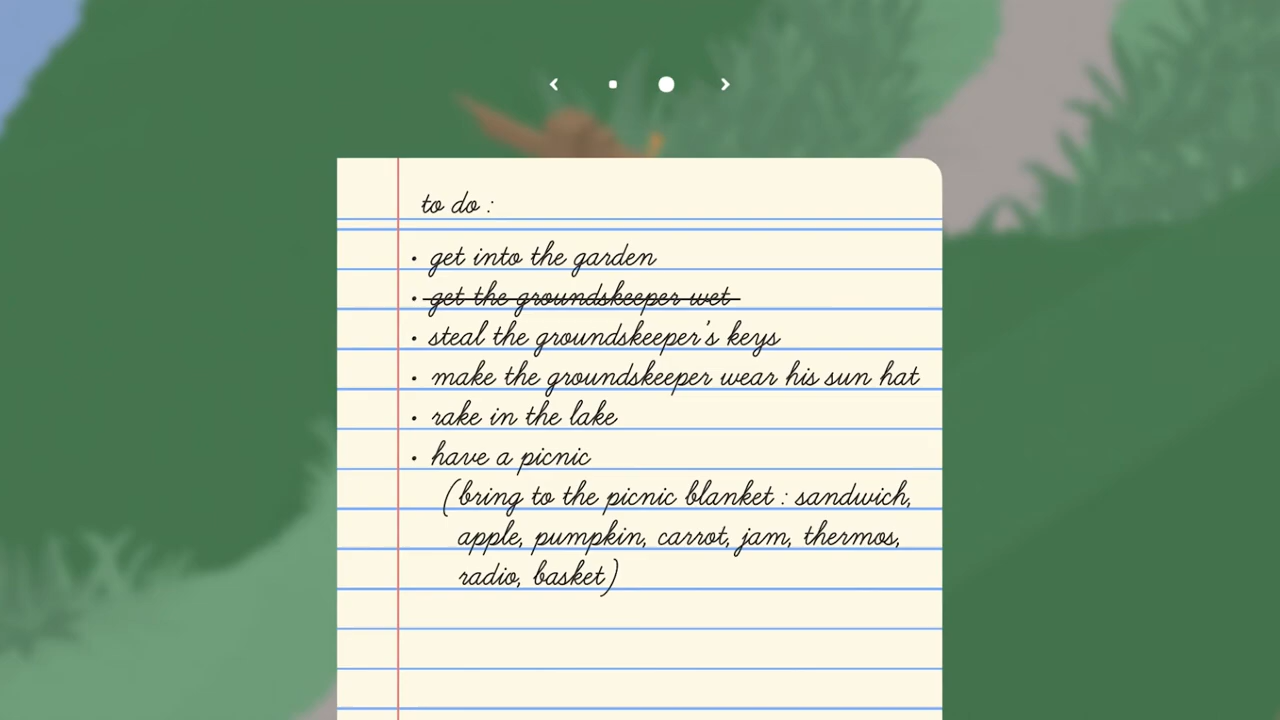 to do :
• get into the garden
• get the groundskeeper wet
• steal the groundskeeper's keys
• make the groundskeeper wear his sun hat
• rake in the lake
• have a picnic
(bring to the picnic blanket : sandwich,
apple, pumpkin, carrot, jam, thermos,
radio, basket)